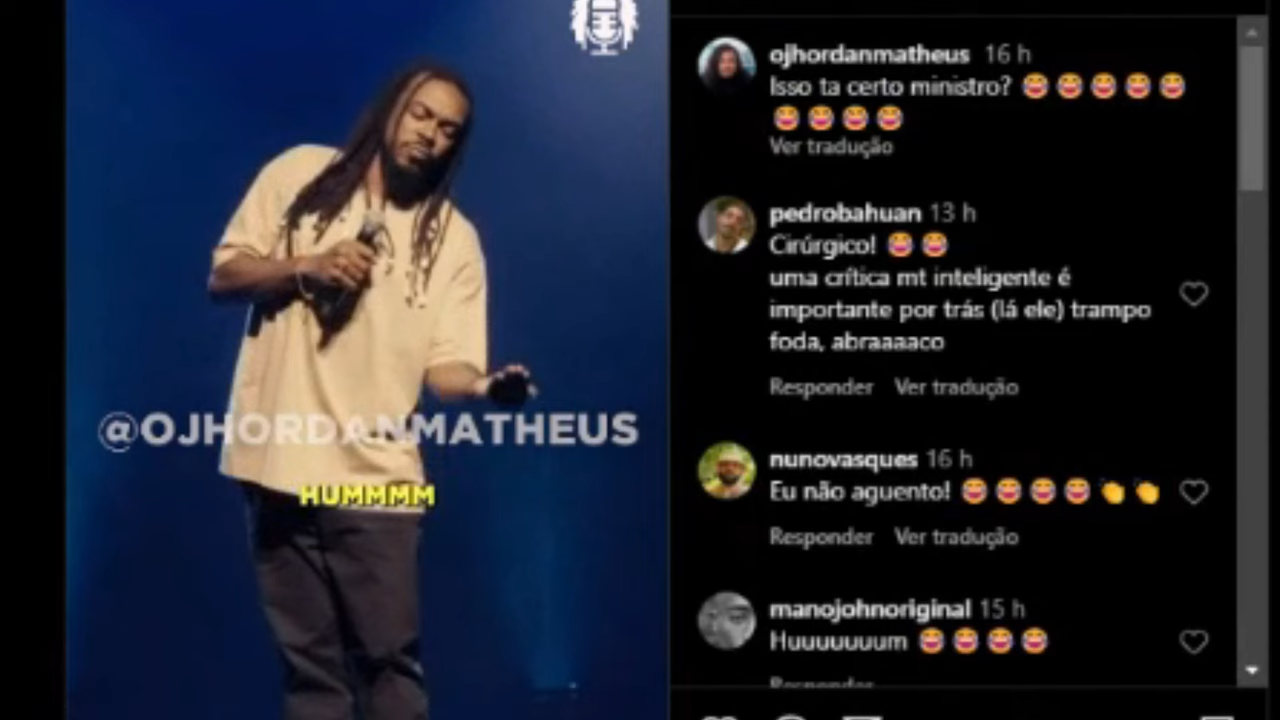 @OJHORDANMATHEUS
HUMMMM
ojhordanmatheus 16 h
Isso ta certo ministro? 😂😂😂😂😂
😂😂😂😂
Ver tradução
pedrobahuan 13 h
Cirúrgico! 😂😂
uma crítica mt inteligente é
importante por trás (lá ele) trampo
foda, abraaaaco
Responder Ver tradução
nunovasques 16 h
Eu não aguento! 😂😂😂😂👏👏
Responder Ver tradução
manojohnoriginal 15 h
Huuuuuuum 😂😂😂😂
Responder